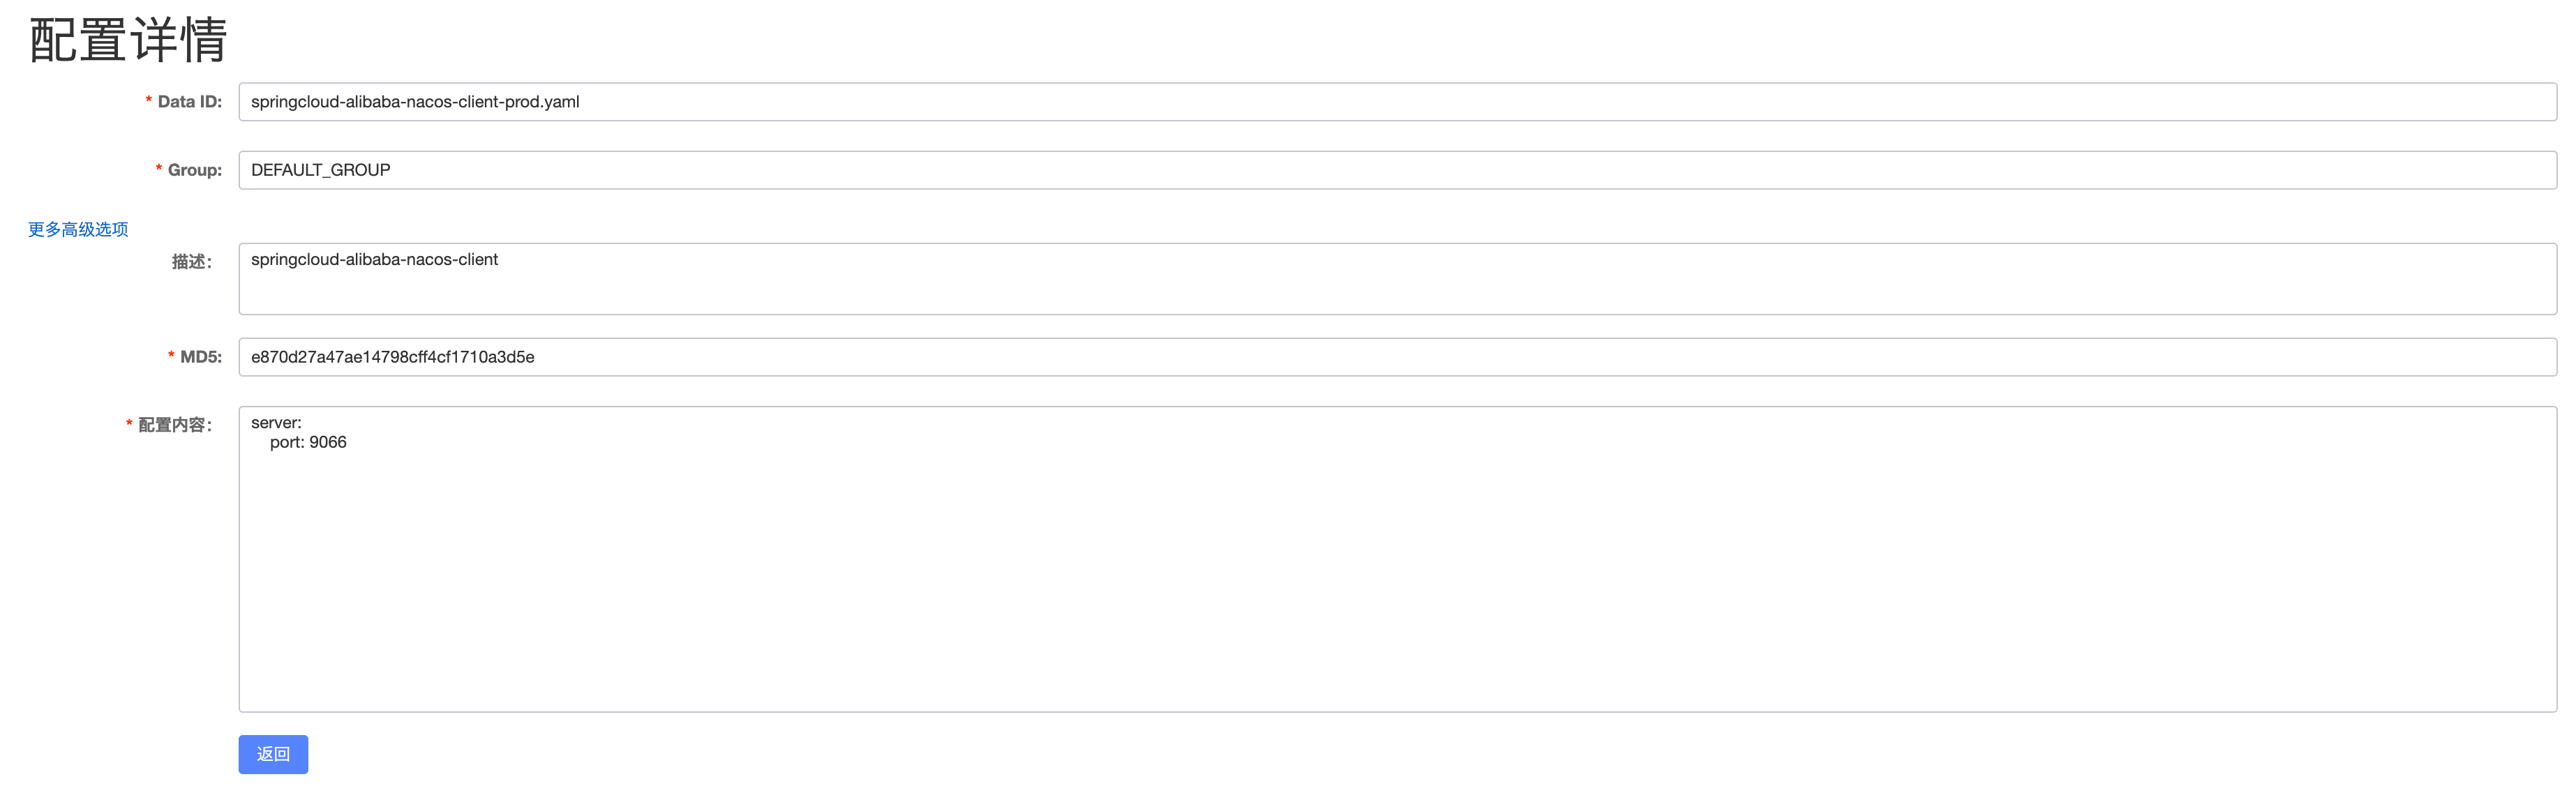 配置详情
* Data ID: springcloud-alibaba-nacos-client-prod.yaml
* Group: DEFAULT_GROUP
更多高级选项
描述: springcloud-alibaba-nacos-client
* MD5: e870d27a47ae14798cff4cf1710a3d5e
* 配置内容: server:
port: 9066
返回